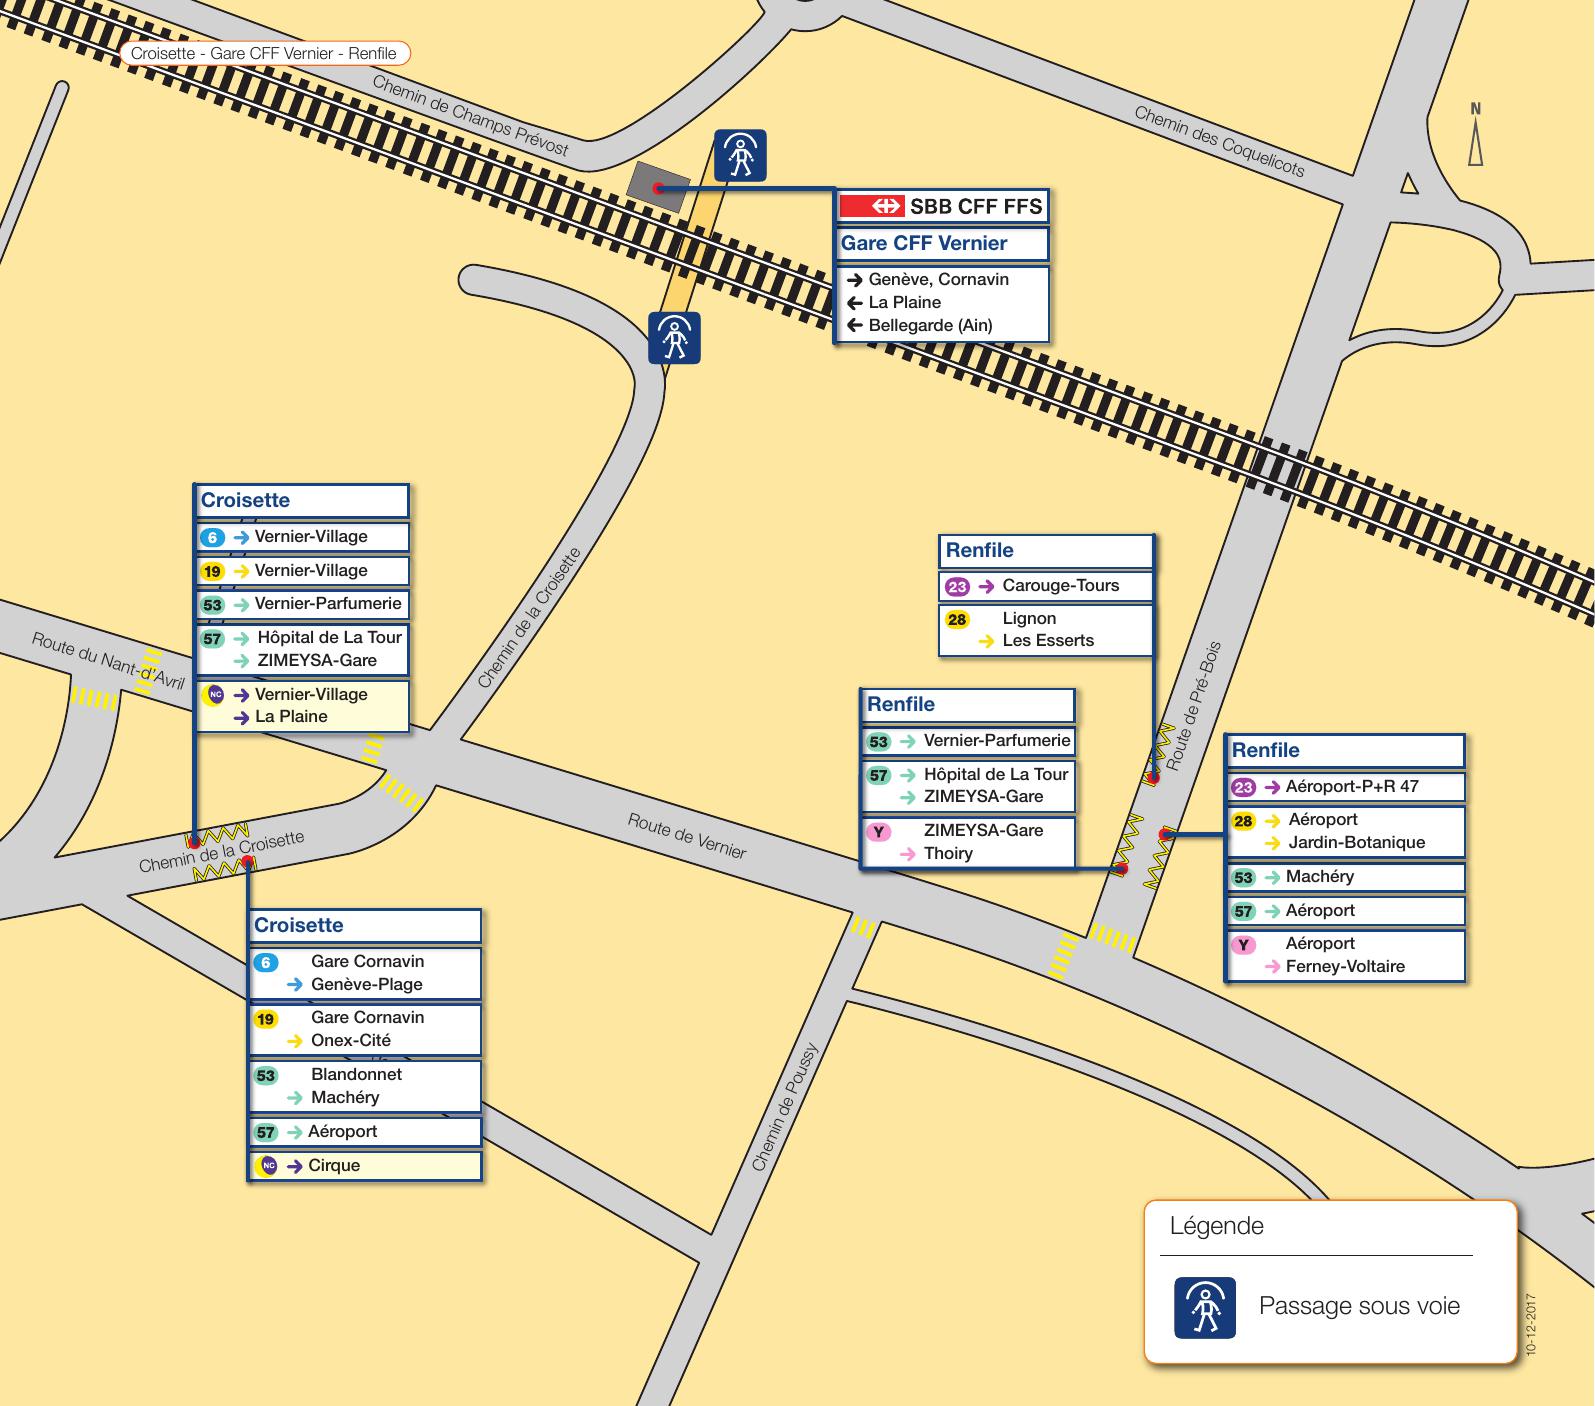 Croisette - Gare CFF Vernier - Renfile
Chemin de Champs Prévost
Chemin des Coquelicots
N
SBB CFF FFS
Gare CFF Vernier
→ Genève, Cornavin
← La Plaine
← Bellegarde (Ain)
Croisette
6 → Vernier-Village
19 → Vernier-Village
53 → Vernier-Parfumerie
57 → Hôpital de La Tour
→ ZIMEYSA-Gare
NC → Vernier-Village
→ La Plaine
Route du Nant-d'Avril
Chemin de la Croisette
Renfile
23 → Carouge-Tours
28 Lignon
→ Les Esserts
Route de Pré-Bois
Renfile
53 → Vernier-Parfumerie
57 → Hôpital de La Tour
→ ZIMEYSA-Gare
Y ZIMEYSA-Gare
→ Thoiry
Renfile
23 → Aéroport-P+R 47
28 → Aéroport
→ Jardin-Botanique
53 → Machéry
57 → Aéroport
Y Aéroport
→ Ferney-Voltaire
Route de Vernier
Chemin de la Croisette
Croisette
6 Gare Cornavin
→ Genève-Plage
19 Gare Cornavin
→ Onex-Cité
53 Blandonnet
→ Machéry
57 → Aéroport
NC → Cirque
Chemin de Poussy
Légende
Passage sous voie
10-12-2017